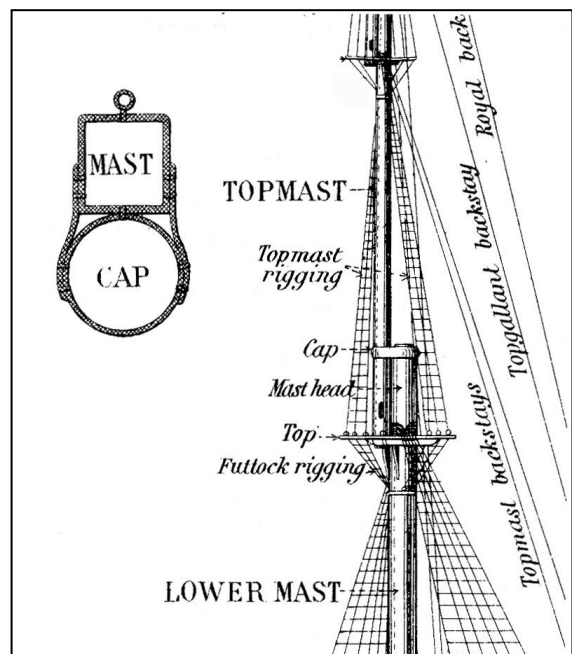 MAST
CAP
TOPMAST
Topmast
rigging
Cap
Mast head
Top
Futtock rigging
LOWER MAST
Royal back
Topgallant backstay
Topmast backstays